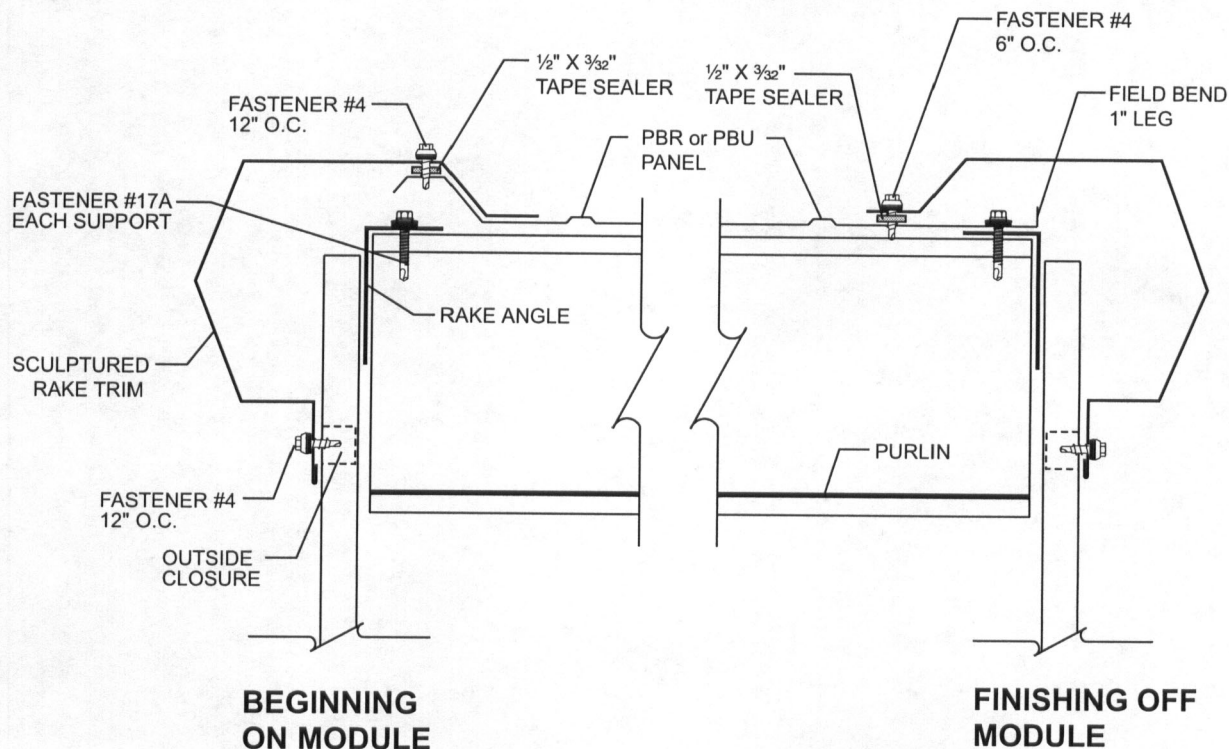 FASTENER #4
6" O.C.
½" X ³⁄₃₂"
TAPE SEALER
½" X ³⁄₃₂"
TAPE SEALER
FIELD BEND
1" LEG
FASTENER #4
12" O.C.
PBR or PBU
PANEL
FASTENER #17A
EACH SUPPORT
RAKE ANGLE
SCULPTURED
RAKE TRIM
PURLIN
FASTENER #4
12" O.C.
OUTSIDE
CLOSURE
BEGINNING
ON MODULE
FINISHING OFF
MODULE